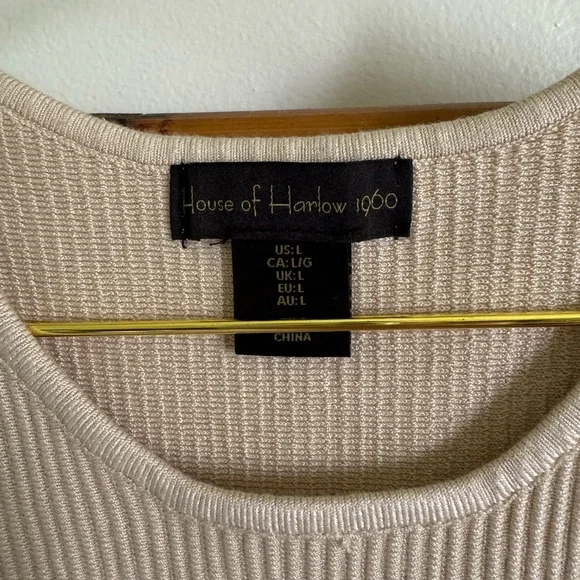 House of Harlow 1960
US: L
CA: L/G
UK: L
EU: L
AU: L
CHINA